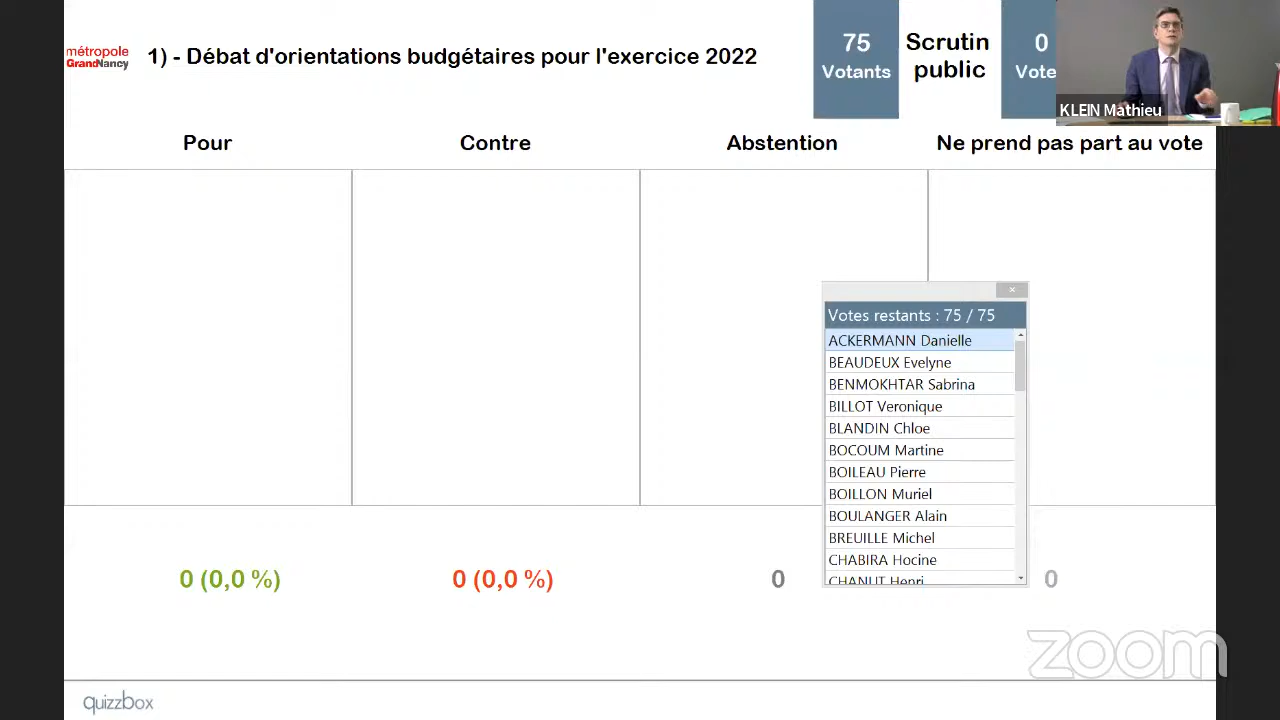 métropole
GrandNancy
1) - Débat d'orientations budgétaires pour l'exercice 2022
75
Votants
Scrutin
public
0
Vote
KLEIN Mathieu
Pour
Contre
Abstention
Ne prend pas part au vote
Votes restants : 75 / 75
ACKERMANN Danielle
BEAUDEUX Evelyne
BENMOKHTAR Sabrina
BILLOT Veronique
BLANDIN Chloe
BOCOUM Martine
BOILEAU Pierre
BOILLON Muriel
BOULANGER Alain
BREUILLE Michel
CHABIRA Hocine
CHANUT Henri
0 (0,0 %)
0 (0,0 %)
0
0
zoom
quizzbox